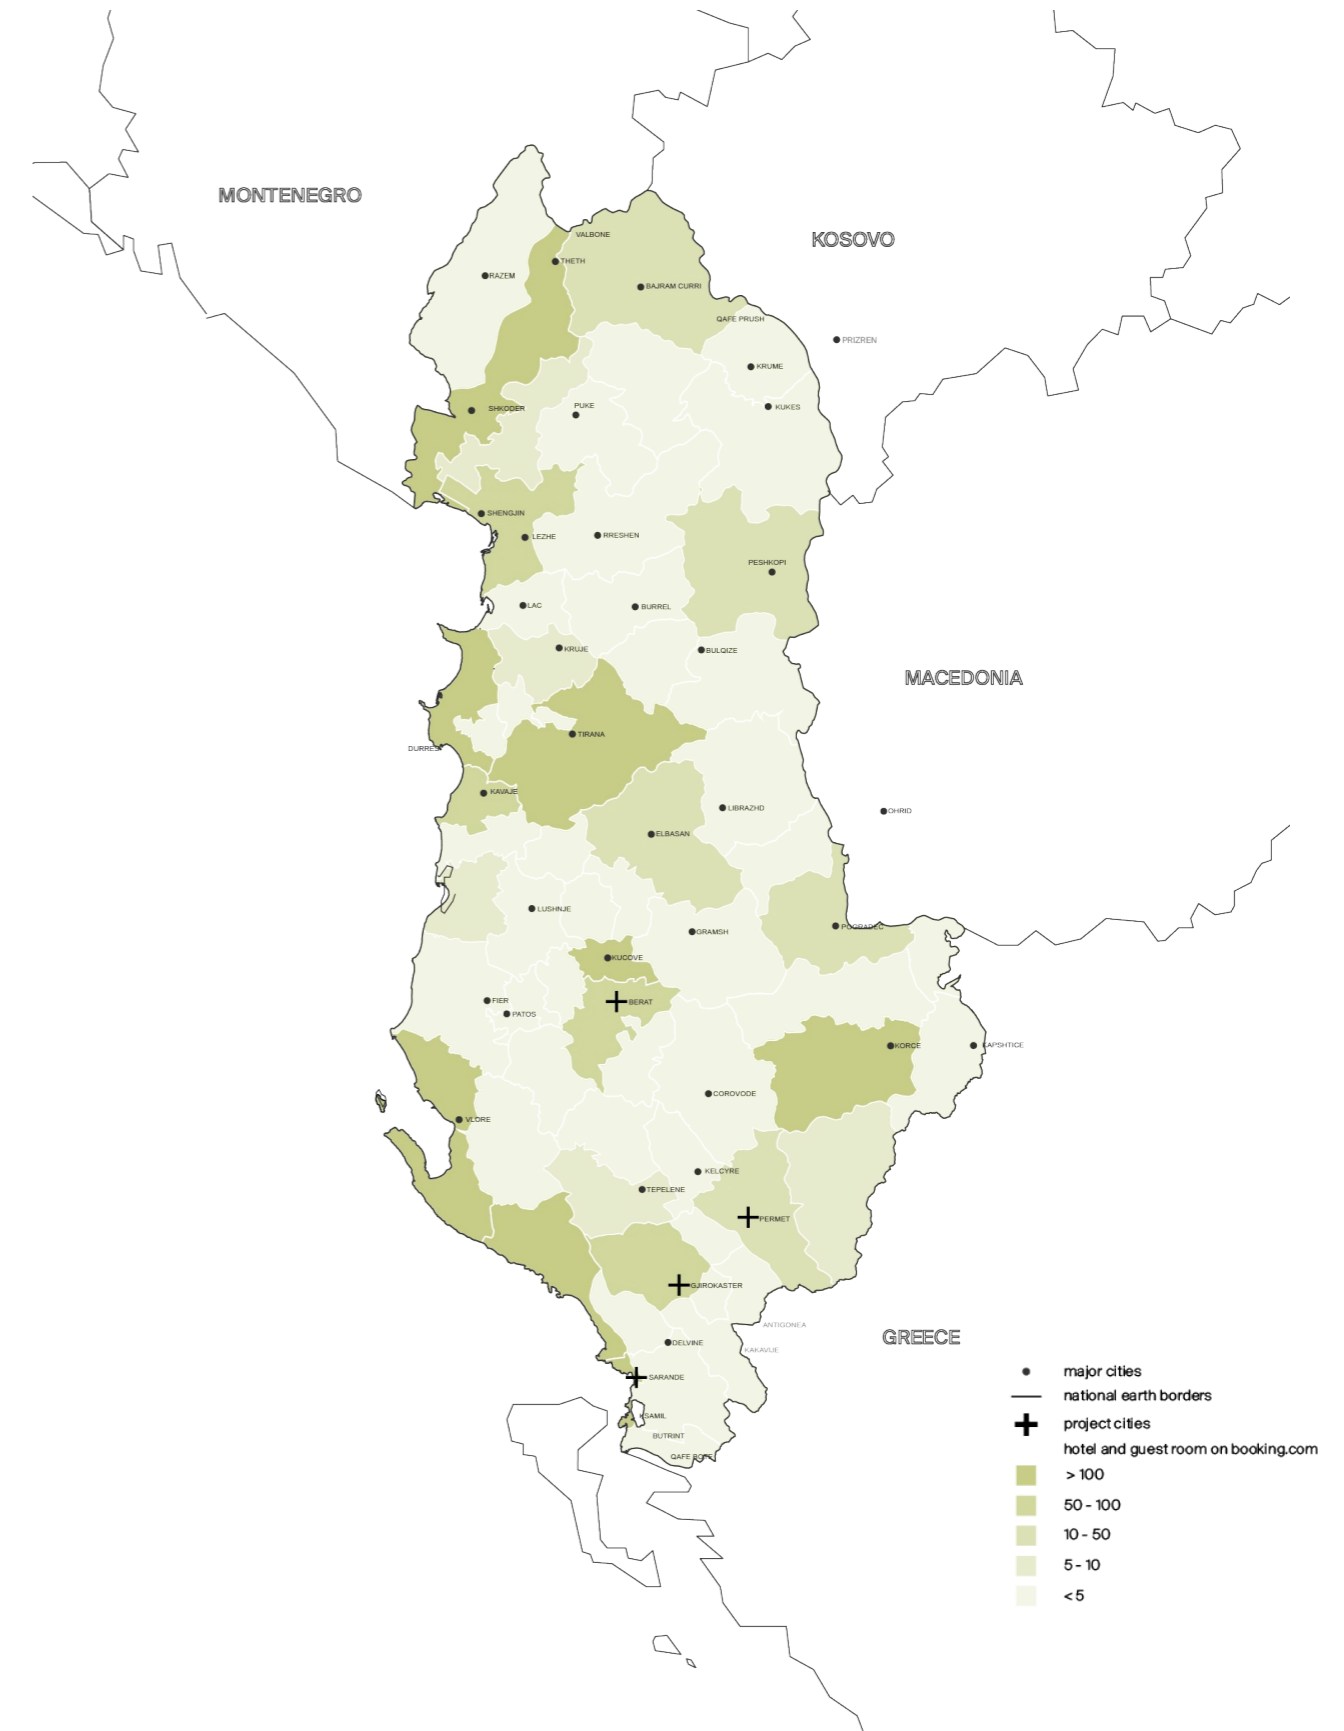 MONTENEGRO
KOSOVO
VALBONE
THETH
RAZEM
BAJRAM CURRI
QAFE PRUSH
PRIZREN
KRUME
PUKE
KUKES
SHKODER
SHENGJIN
LEZHE
RRESHEN
PESHKOPI
LAC
BURREL
KRUJE
BULQIZE
MACEDONIA
TIRANA
DURRES
KAVAJE
LIBRAZHD
OHRID
ELBASAN
LUSHNJE
POGRADEC
GRAMSH
KUCOVE
FIER
BERAT
PATOS
KORCE
KAPSHTICE
COROVODE
VLORE
KELCYRE
TEPELENE
PERMET
GJIROKASTER
ANTIGONEA
GREECE
DELVINE
KAKAVIJE
SARANDE
KSAMIL
BUTRINT
QAFE BOTE
major cities
national earth borders
project cities
hotel and guest room on booking.com
> 100
50 - 100
10 - 50
5 - 10
< 5